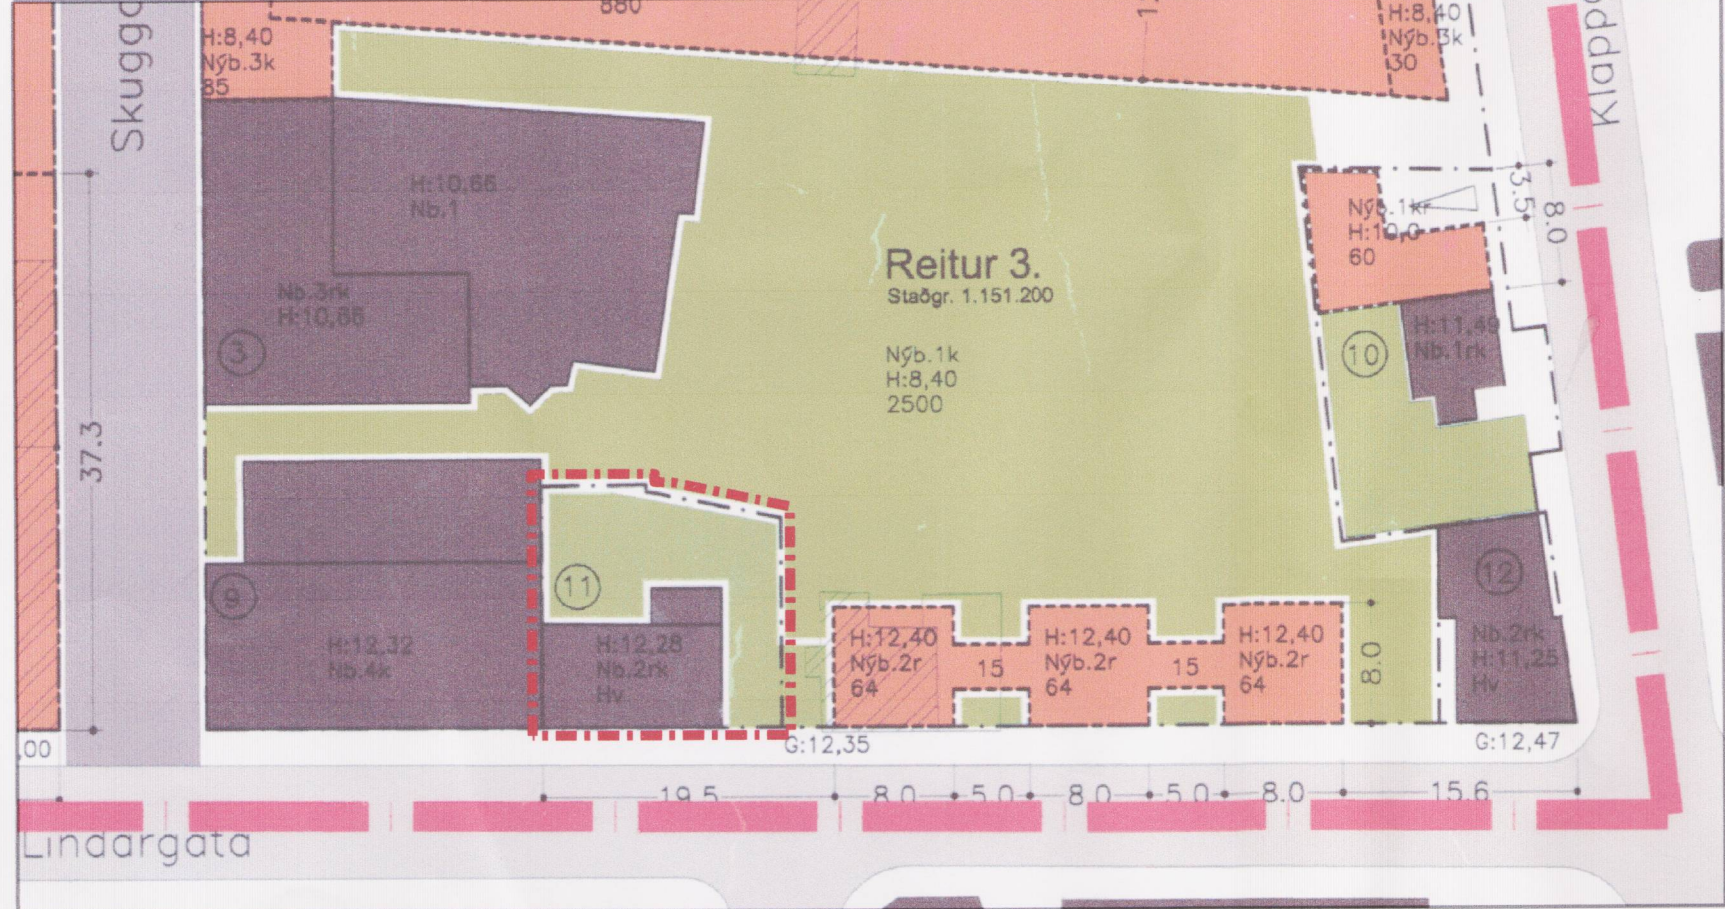 880
H:8,40
Nýb.3k
85
H:8,40
Nýb.3k
30
H:10,66
Nb.1
Nb.3rk
H:10,66
3
37.3
Reitur 3.
Staðgr. 1.151.200
Nýb.1k
H:8,40
2500
Nýb.1kr
H:10,0
60
3.5
8.0
10
H:11,49
Nb.1rk
9
H:12,32
Nb.4k
11
H:12,28
Nb.2rk
Hv
H:12,40
Nýb.2r
64
15
H:12,40
Nýb.2r
64
15
H:12,40
Nýb.2r
64
8.0
12
Nb.2rk
H:11,25
Hv
,00
G:12,35
G:12,47
19.5
8.0
5.0
8.0
5.0
8.0
15.6
Lindargata